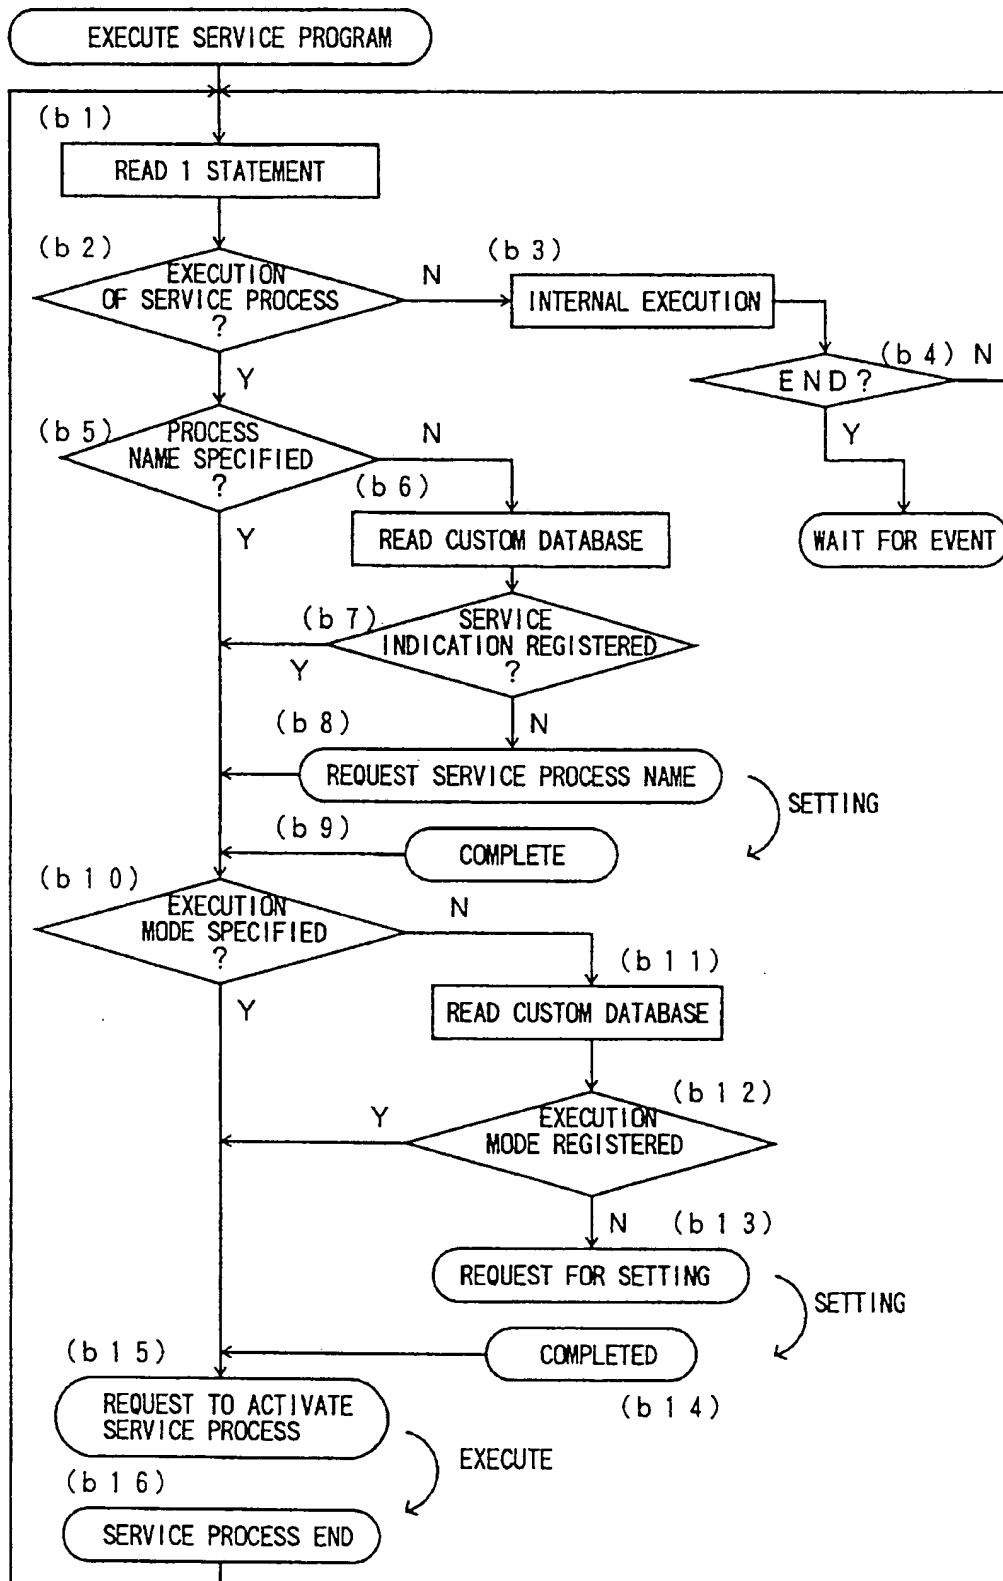 EXECUTE SERVICE PROGRAM
(b1)
READ 1 STATEMENT
(b2)
EXECUTION
OF SERVICE PROCESS
?
N
Y
(b3)
INTERNAL EXECUTION
(b4)
END?
N
Y
WAIT FOR EVENT
(b5)
PROCESS
NAME SPECIFIED
?
N
Y
(b6)
READ CUSTOM DATABASE
(b7)
SERVICE
INDICATION REGISTERED
?
Y
N
(b8)
REQUEST SERVICE PROCESS NAME
SETTING
(b9)
COMPLETE
(b10)
EXECUTION
MODE SPECIFIED
?
N
Y
(b11)
READ CUSTOM DATABASE
(b12)
EXECUTION
MODE REGISTERED
Y
N
(b13)
REQUEST FOR SETTING
SETTING
COMPLETED
(b14)
(b15)
REQUEST TO ACTIVATE
SERVICE PROCESS
EXECUTE
(b16)
SERVICE PROCESS END